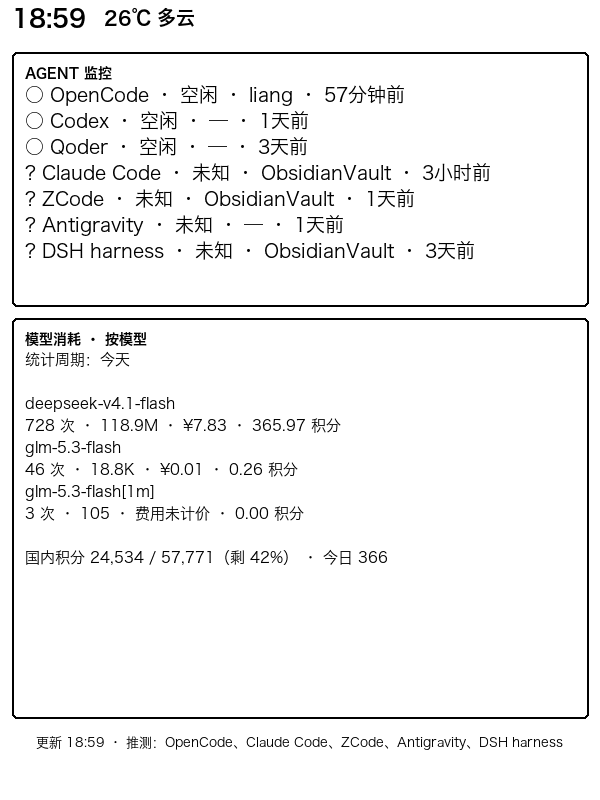 18:59 26℃ 多云
AGENT 监控
○ OpenCode · 空闲 · liang · 57分钟前
○ Codex · 空闲 · — · 1天前
○ Qoder · 空闲 · — · 3天前
? Claude Code · 未知 · ObsidianVault · 3小时前
? ZCode · 未知 · ObsidianVault · 1天前
? Antigravity · 未知 · — · 1天前
? DSH harness · 未知 · ObsidianVault · 3天前
模型消耗 · 按模型
统计周期：今天
deepseek-v4.1-flash
728 次 · 118.9M · ¥7.83 · 365.97 积分
glm-5.3-flash
46 次 · 18.8K · ¥0.01 · 0.26 积分
glm-5.3-flash[1m]
3 次 · 105 · 费用未计价 · 0.00 积分
国内积分 24,534 / 57,771（剩 42%） · 今日 366
更新 18:59 · 推测：OpenCode、Claude Code、ZCode、Antigravity、DSH harness